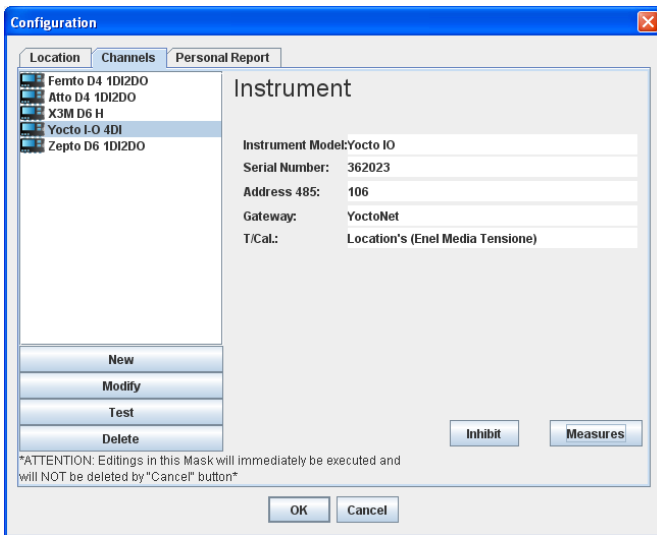 Configuration
Location Channels Personal Report
Femto D4 1DI2DO
Atto D4 1DI2DO
X3M D6 H
Yocto I-O 4DI
Zepto D6 1DI2DO
Instrument
Instrument Model: Yocto IO
Serial Number: 362023
Address 485: 106
Gateway: YoctoNet
T/Cal.: Location's (Enel Media Tensione)
New
Modify
Test
Delete
Inhibit Measures
*ATTENTION: Editings in this Mask will immediately be executed and
will NOT be deleted by "Cancel" button*
OK Cancel